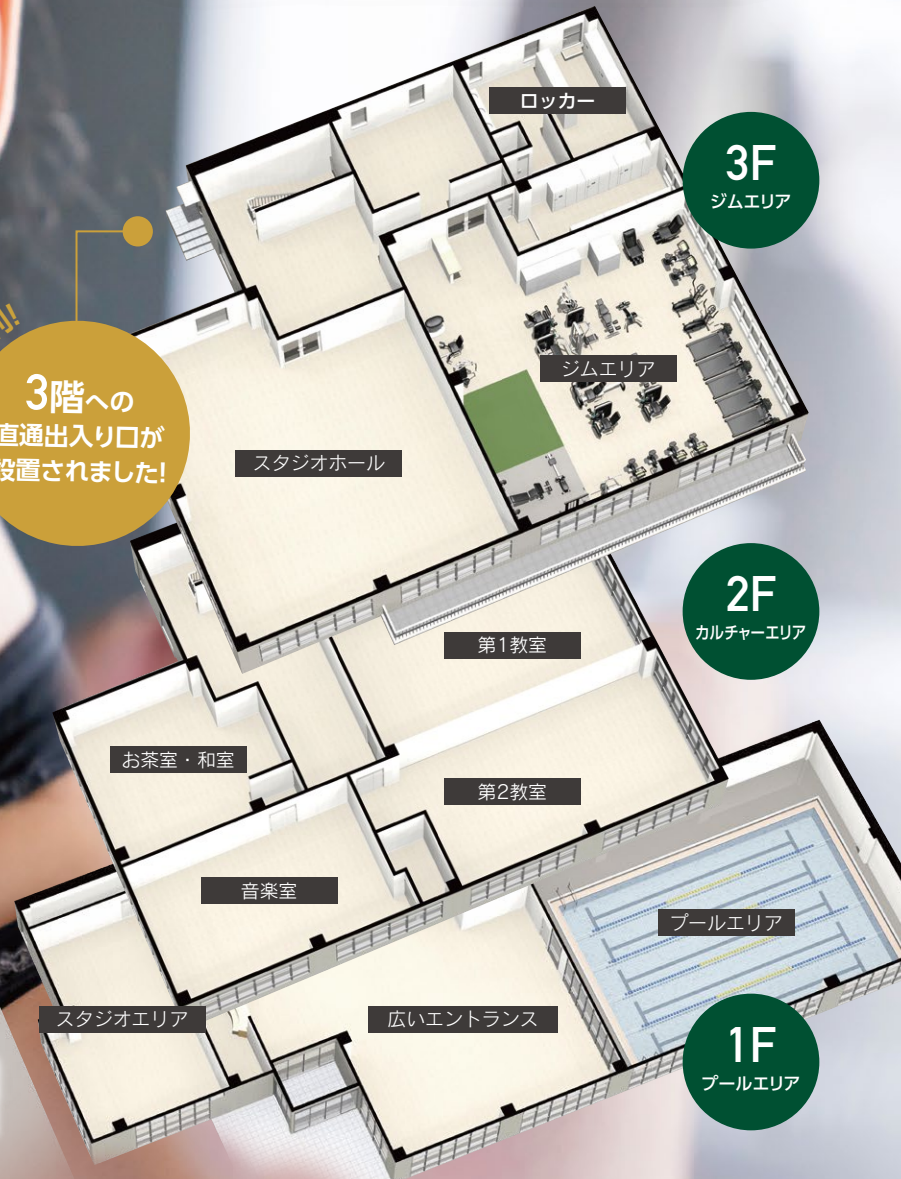 ロッカー
3F
ジムエリア
3階への
直通出入り口が
設置されました!
ジムエリア
スタジオホール
2F
カルチャーエリア
第1教室
お茶室・和室
第2教室
音楽室
プールエリア
スタジオエリア
広いエントランス
1F
プールエリア